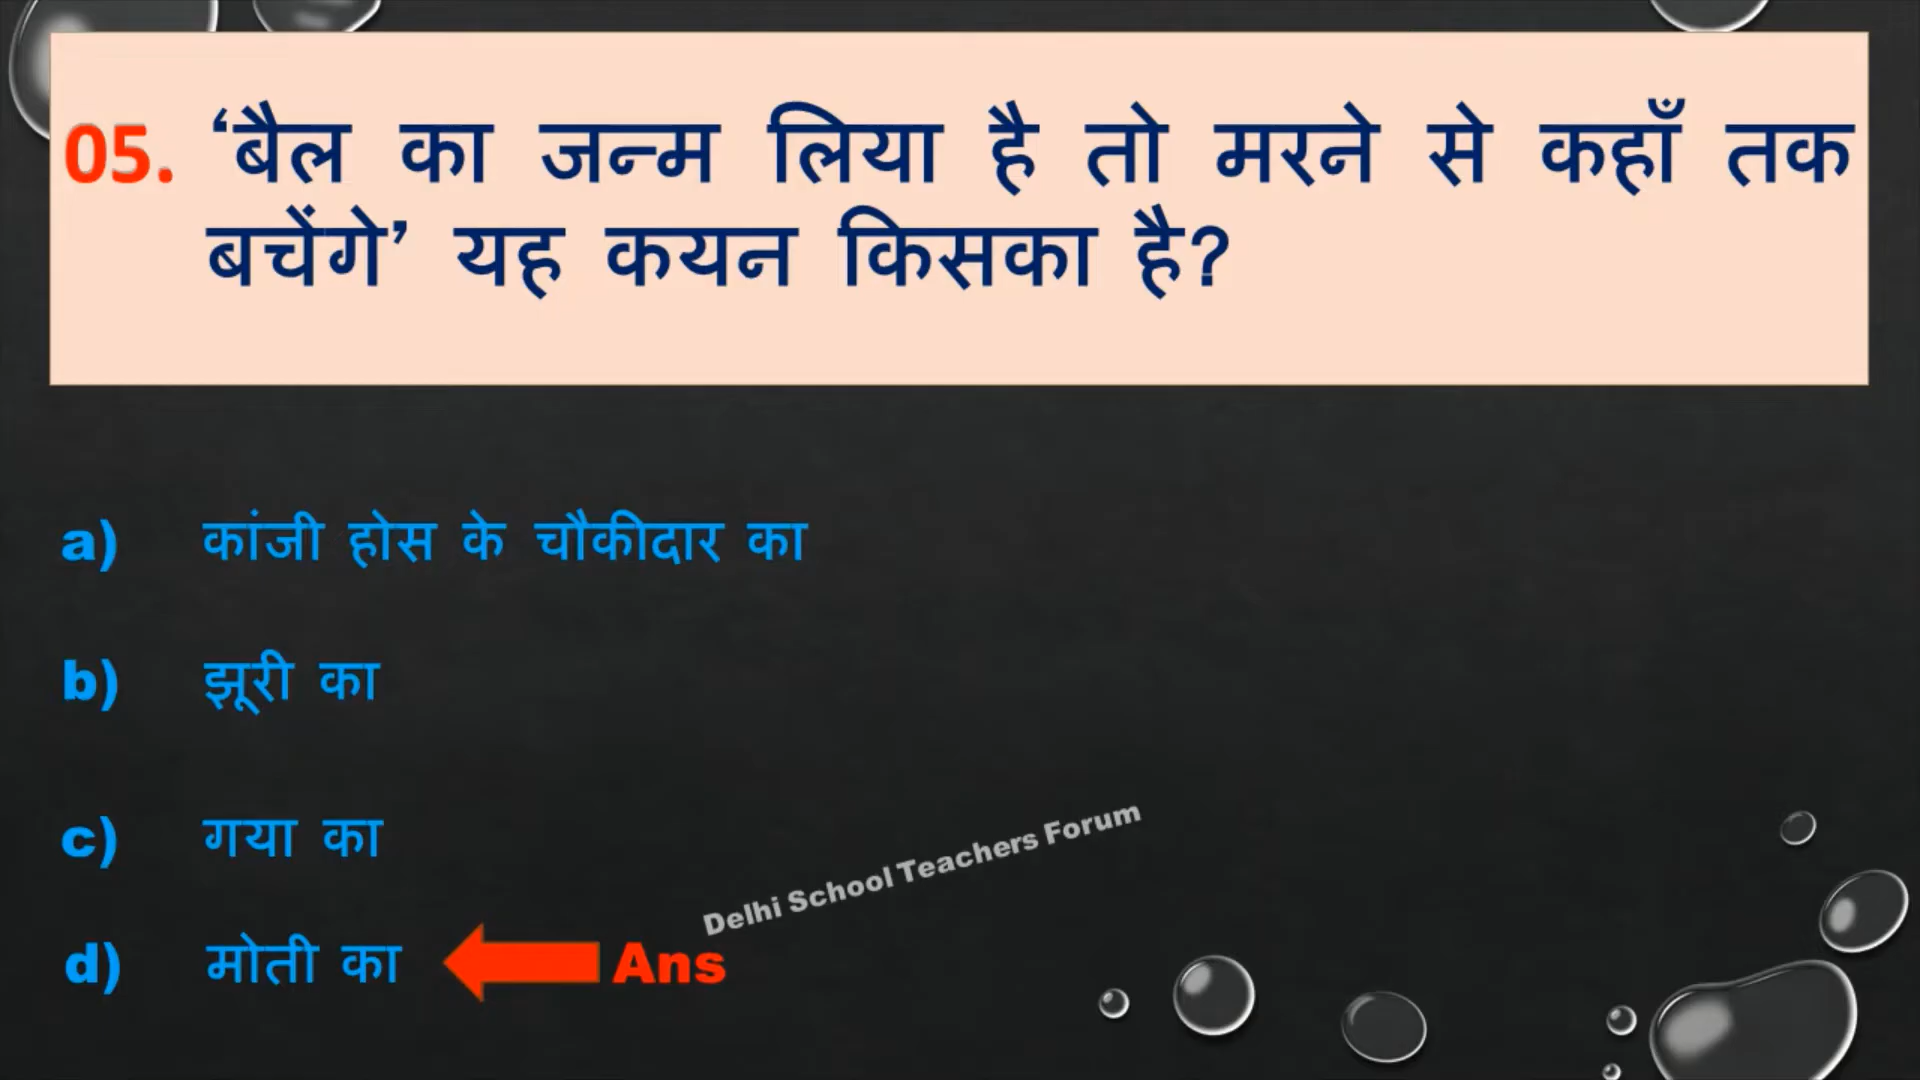 05. ‘बैल का जन्म लिया है तो मरने से कहाँ तक
बचेंगे’ यह कयन किसका है?
a) कांजी होस के चौकीदार का
b) झूरी का
c) गया का
Delhi School Teachers Forum
d) मोती का Ans